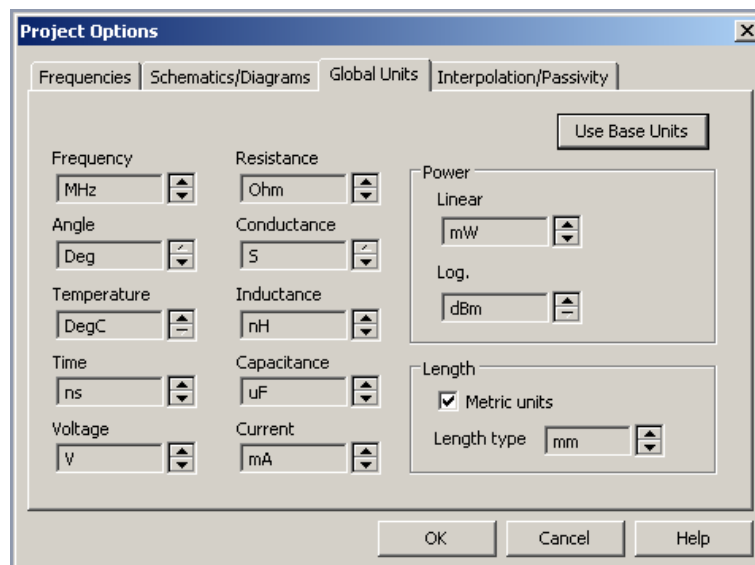 Project Options
Frequencies Schematics/Diagrams Global Units Interpolation/Passivity
Use Base Units
Frequency
MHz
Angle
Deg
Temperature
DegC
Time
ns
Voltage
V
Resistance
Ohm
Conductance
S
Inductance
nH
Capacitance
uF
Current
mA
Power
Linear
mW
Log.
dBm
Length
Metric units
Length type mm
OK Cancel Help